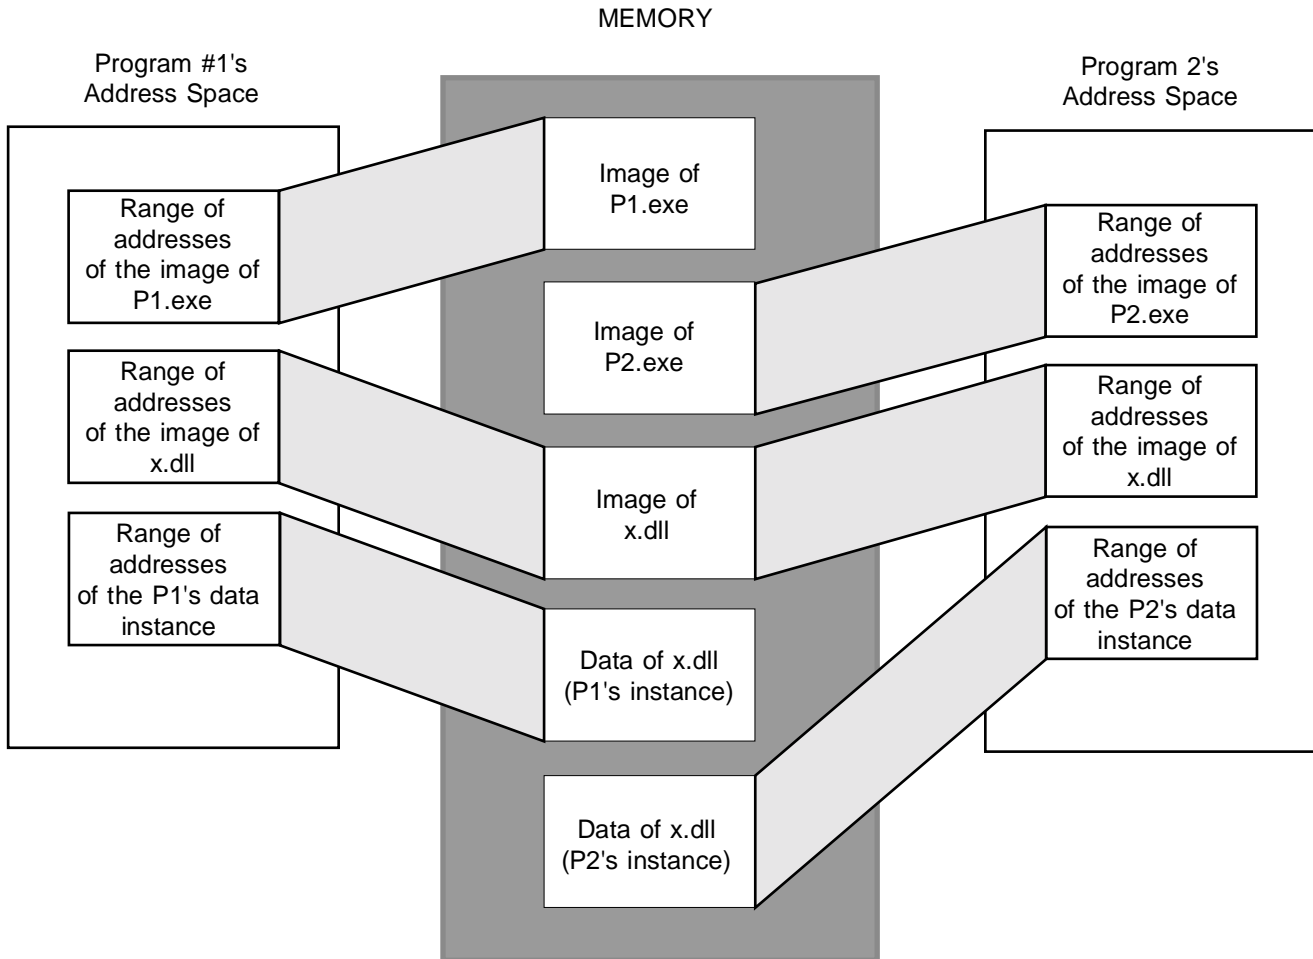 MEMORY
Program #1's
Address Space
Program 2's
Address Space
Range of
addresses
of the image of
P1.exe
Range of
addresses
of the image of
x.dll
Range of
addresses
of the P1's data
instance
Image of
P1.exe
Image of
P2.exe
Image of
x.dll
Data of x.dll
(P1's instance)
Data of x.dll
(P2's instance)
Range of
addresses
of the image of
P2.exe
Range of
addresses
of the image of
x.dll
Range of
addresses
of the P2's data
instance